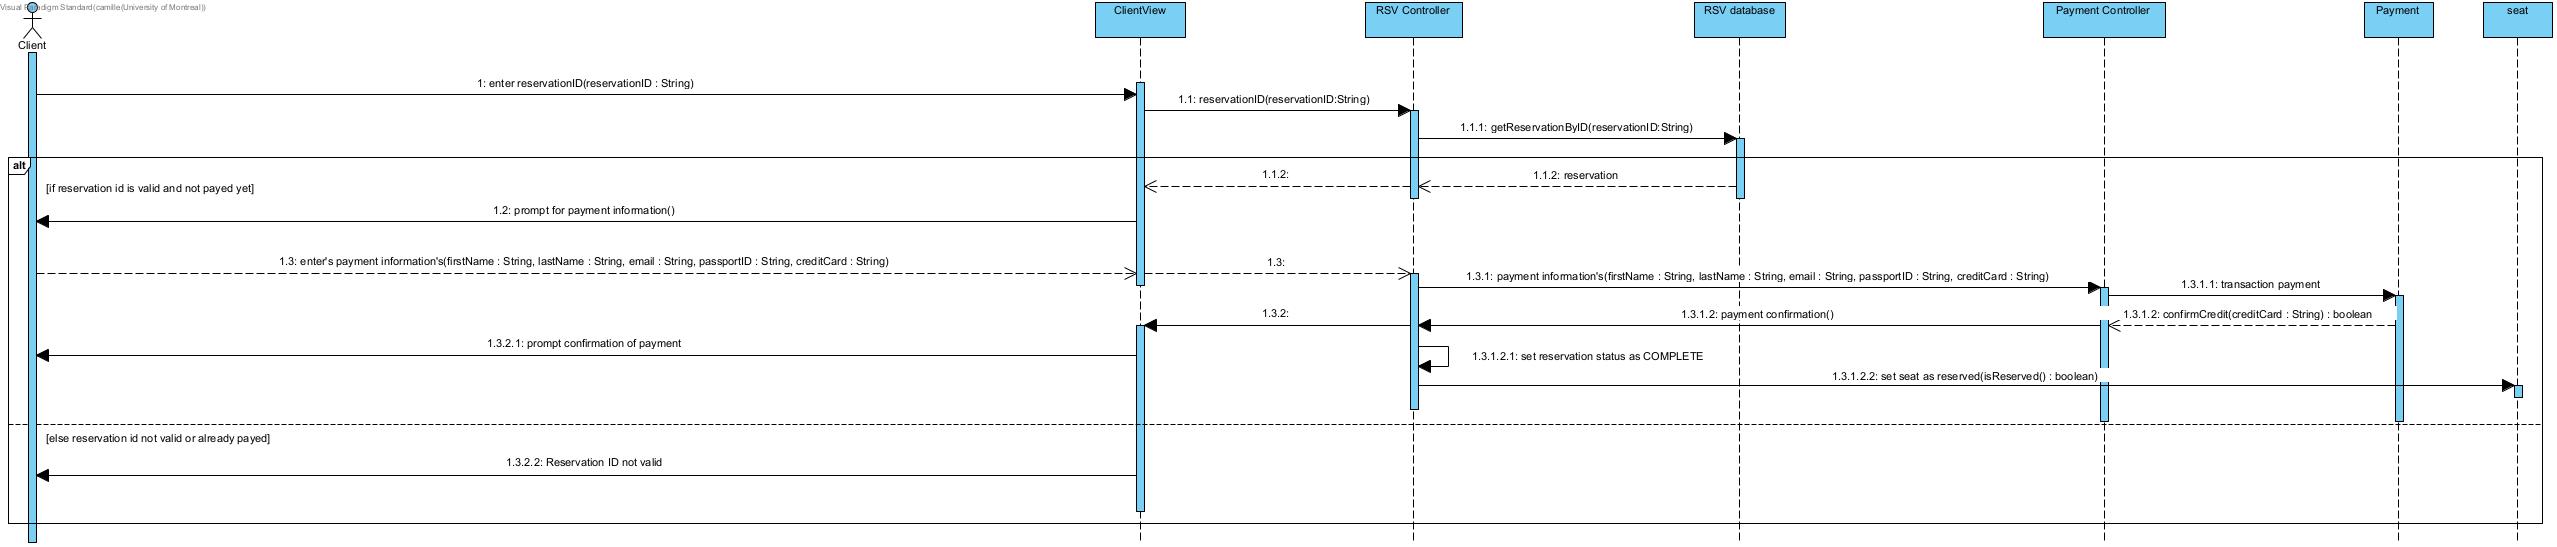 Visual Paradigm Standard(camille(University of Montreal))
Client
ClientView
RSV Controller
RSV database
Payment Controller
Payment
seat
1: enter reservationID(reservationID : String)
1.1: reservationID(reservationID:String)
1.1.1: getReservationByID(reservationID:String)
alt
[if reservation id is valid and not payed yet]
1.1.2:
1.1.2: reservation
1.2: prompt for payment information()
1.3: enter's payment information's(firstName : String, lastName : String, email : String, passportID : String, creditCard : String)
1.3:
1.3.1: payment information's(firstName : String, lastName : String, email : String, passportID : String, creditCard : String)
1.3.1.1: transaction payment
1.3.2:
1.3.1.2: payment confirmation()
1.3.1.2: confirmCredit(creditCard : String) : boolean
1.3.2.1: prompt confirmation of payment
1.3.1.2.1: set reservation status as COMPLETE
1.3.1.2.2: set seat as reserved(isReserved() : boolean)
[else reservation id not valid or already payed]
1.3.2.2: Reservation ID not valid